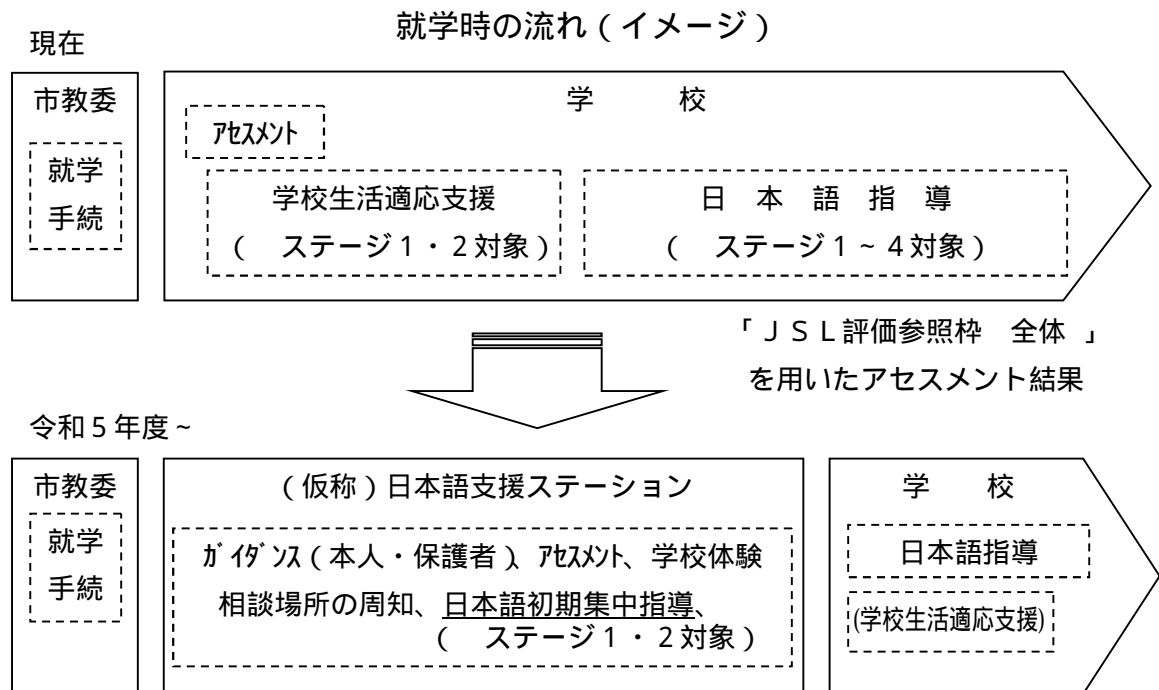 就学時の流れ(イメージ)
現在
市教委
就学
手続
学 校
アセスメント
学校生活適応支援
( ステージ1・2対象)
日 本 語 指 導
( ステージ1~4対象)
「JSL評価参照枠 全体 」
を用いたアセスメント結果
令和5年度~
市教委
就学
手続
(仮称)日本語支援ステーション
ガイダンス(本人・保護者)、アセスメント、学校体験
相談場所の周知、日本語初期集中指導、
( ステージ1・2対象)
学 校
日本語指導
(学校生活適応支援)